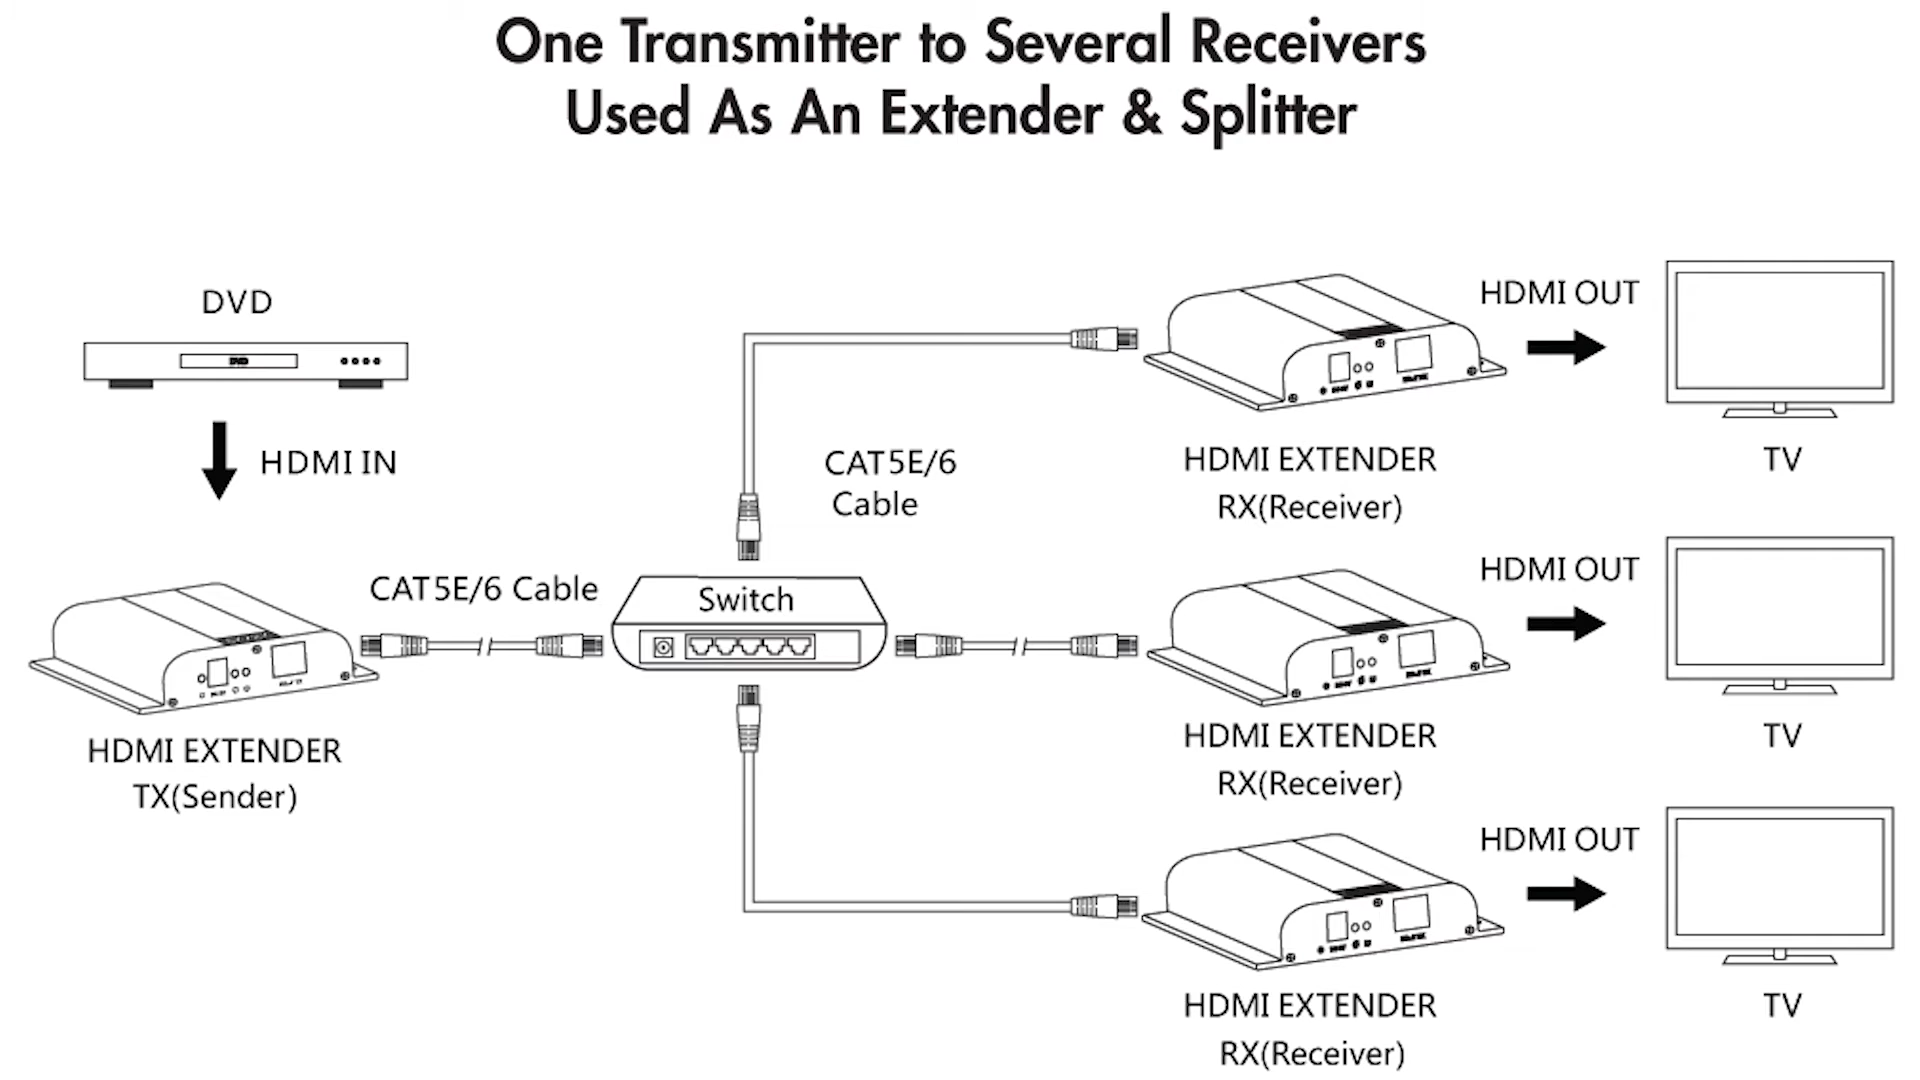 One Transmitter to Several Receivers
Used As An Extender & Splitter
DVD
DVD
HDMI IN
HDMI EXTENDER
TX(Sender)
CAT5E/6 Cable
Switch
CAT5E/6
Cable
HDMI EXTENDER
RX(Receiver)
HDMI OUT
TV
HDMI EXTENDER
RX(Receiver)
HDMI OUT
TV
HDMI EXTENDER
RX(Receiver)
HDMI OUT
TV